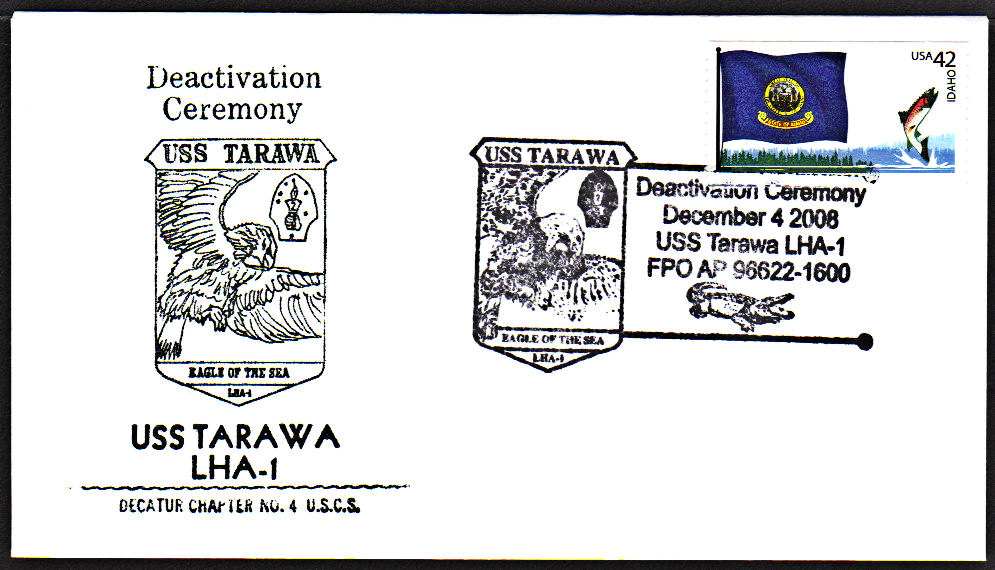 Deactivation
Ceremony
USS TARAWA
EAGLE OF THE SEA
LHA-1
USS TARAWA
LHA-1
DECATUR CHAPTER NO. 4 U.S.C.S.
USS TARAWA
EAGLE OF THE SEA
LHA-1
Deactivation Ceremony
December 4 2008
USS Tarawa LHA-1
FPO AP 96622-1600
USA 42
IDAHO